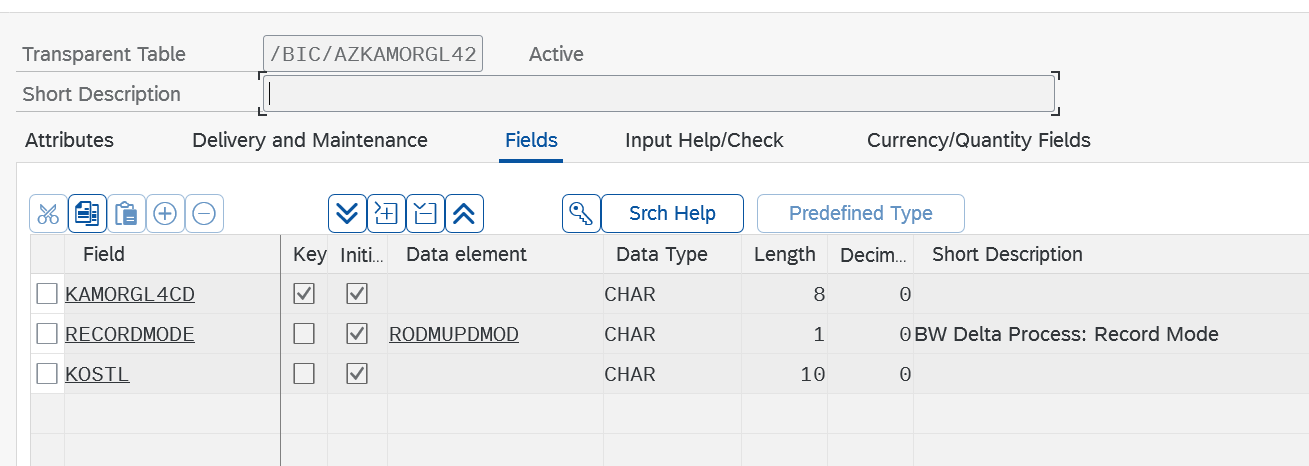 Transparent Table /BIC/AZKAMORGL42 Active
Short Description
Attributes Delivery and Maintenance Fields Input Help/Check Currency/Quantity Fields
Srch Help Predefined Type
Field Key Initi... Data element Data Type Length Decim... Short Description
KAMORGL4CD CHAR 8 0
RECORDMODE RODMUPDMOD CHAR 1 0 BW Delta Process: Record Mode
KOSTL CHAR 10 0